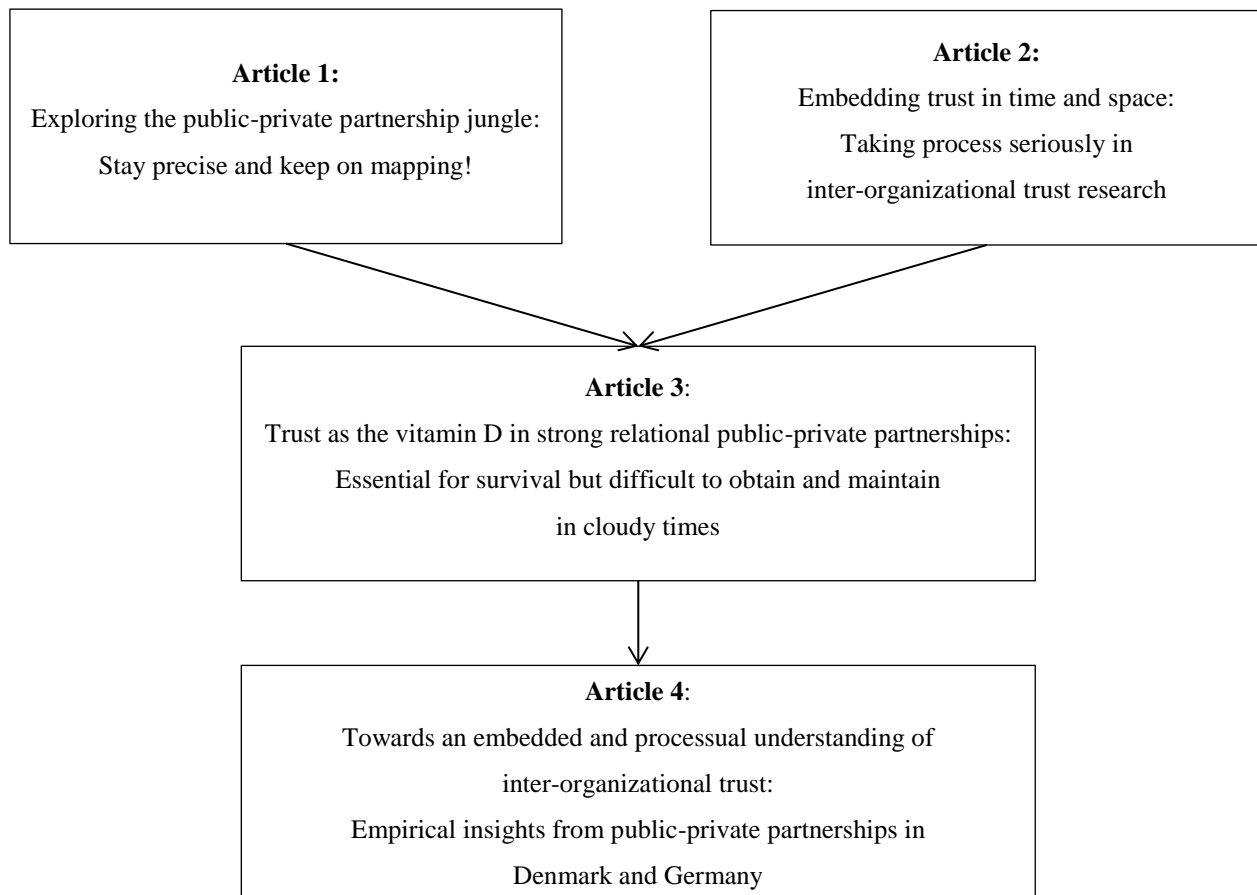 Article 1:
Exploring the public-private partnership jungle:
Stay precise and keep on mapping!
Article 2:
Embedding trust in time and space:
Taking process seriously in
inter-organizational trust research
Article 3:
Trust as the vitamin D in strong relational public-private partnerships:
Essential for survival but difficult to obtain and maintain
in cloudy times
Article 4:
Towards an embedded and processual understanding of
inter-organizational trust:
Empirical insights from public-private partnerships in
Denmark and Germany